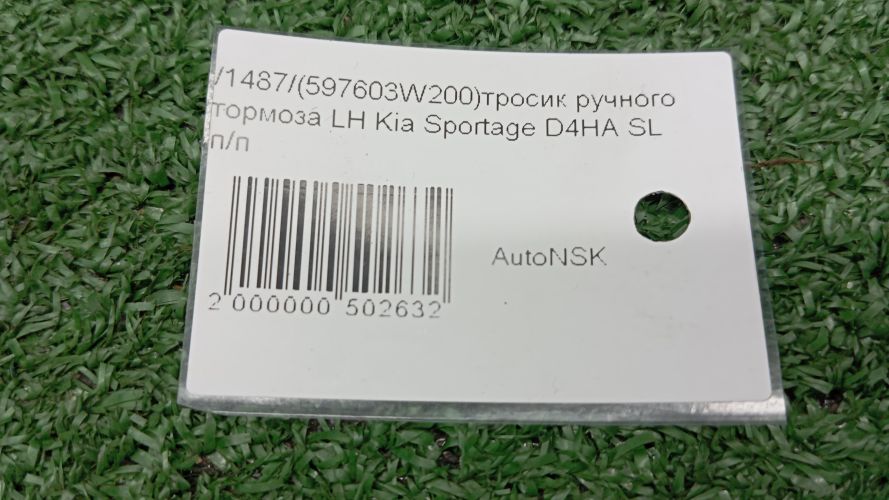 /1487/(597603W200)тросик ручного
тормоза LH Kia Sportage D4HA SL
п/п
AutoNSK
2 000000 502632